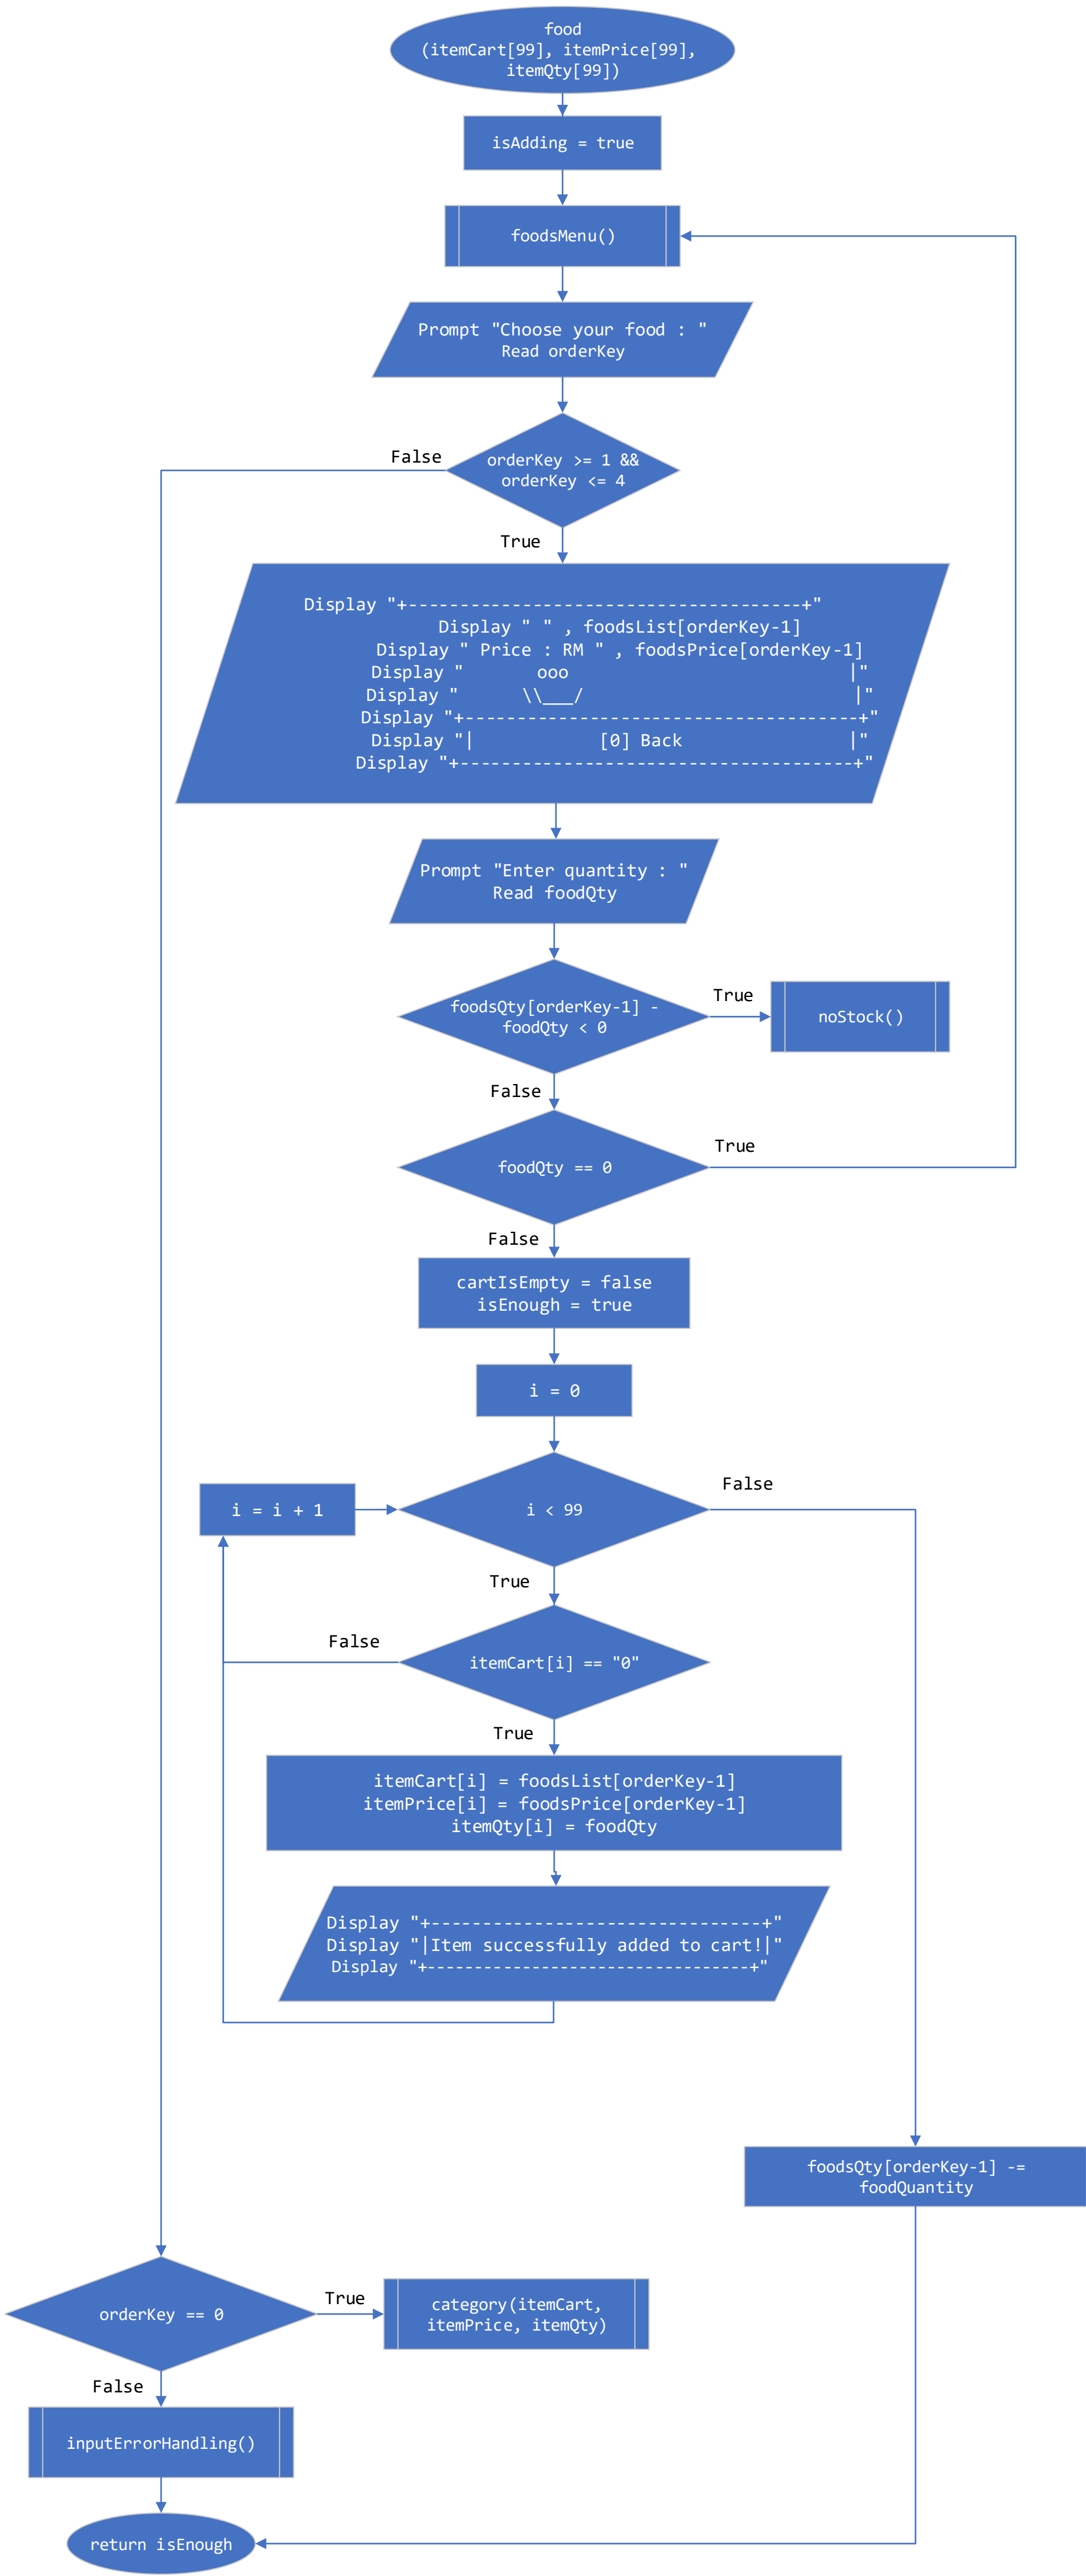 food
(itemCart[99], itemPrice[99],
itemQty[99])
isAdding = true
foodsMenu()
Prompt "Choose your food : "
Read orderKey
False
orderKey >= 1 &&
orderKey <= 4
True
Display "+--------------------------------------+"
Display " " , foodsList[orderKey-1]
Display " Price : RM " , foodsPrice[orderKey-1]
Display "       ooo                           |"
Display "      \\___/                          |"
Display "+--------------------------------------+"
Display "|            [0] Back                |"
Display "+--------------------------------------+"
Prompt "Enter quantity : "
Read foodQty
foodsQty[orderKey-1] -
foodQty < 0
True
noStock()
False
foodQty == 0
True
False
cartIsEmpty = false
isEnough = true
i = 0
i = i + 1
i < 99
False
True
False
itemCart[i] == "0"
True
itemCart[i] = foodsList[orderKey-1]
itemPrice[i] = foodsPrice[orderKey-1]
itemQty[i] = foodQty
Display "+--------------------------------+"
Display "|Item successfully added to cart!|"
Display "+----------------------------------+"
foodsQty[orderKey-1] -=
foodQuantity
orderKey == 0
True
category(itemCart,
itemPrice, itemQty)
False
inputErrorHandling()
return isEnough